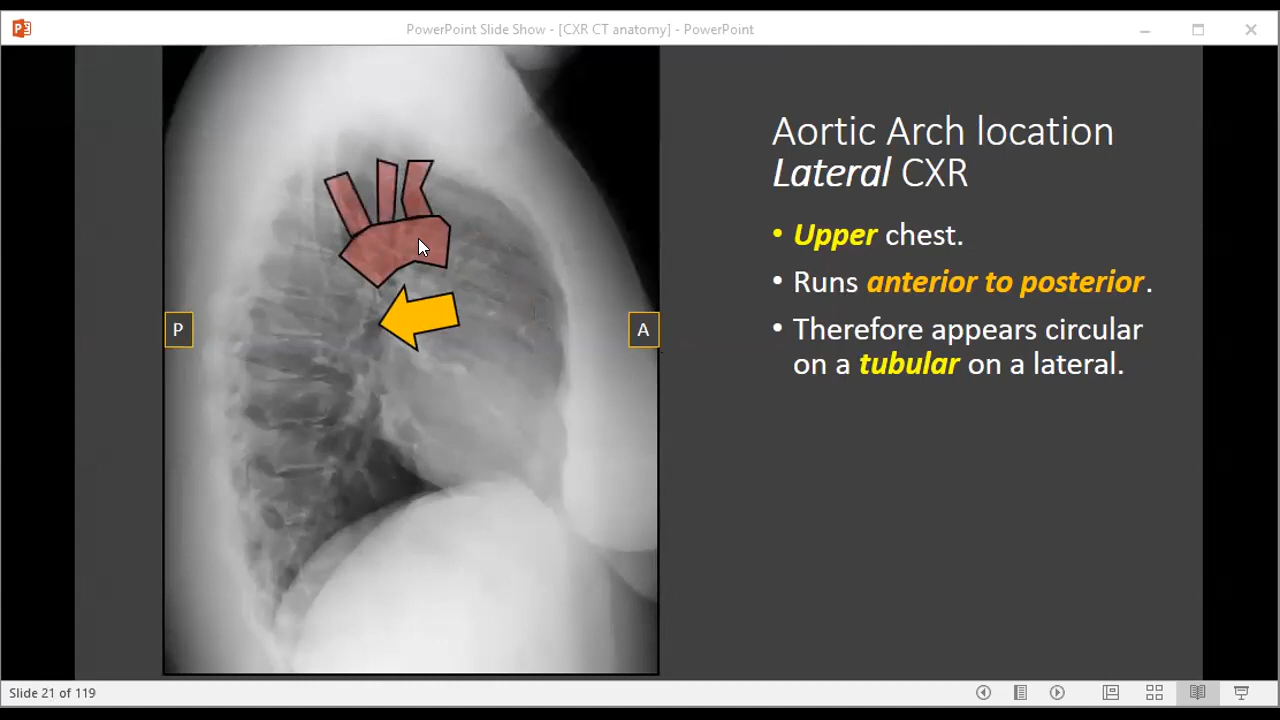 PowerPoint Slide Show - [CXR CT anatomy] - PowerPoint
Aortic Arch location
Lateral CXR
• Upper chest.
• Runs anterior to posterior.
• Therefore appears circular
on a tubular on a lateral.
P
A
Slide 21 of 119